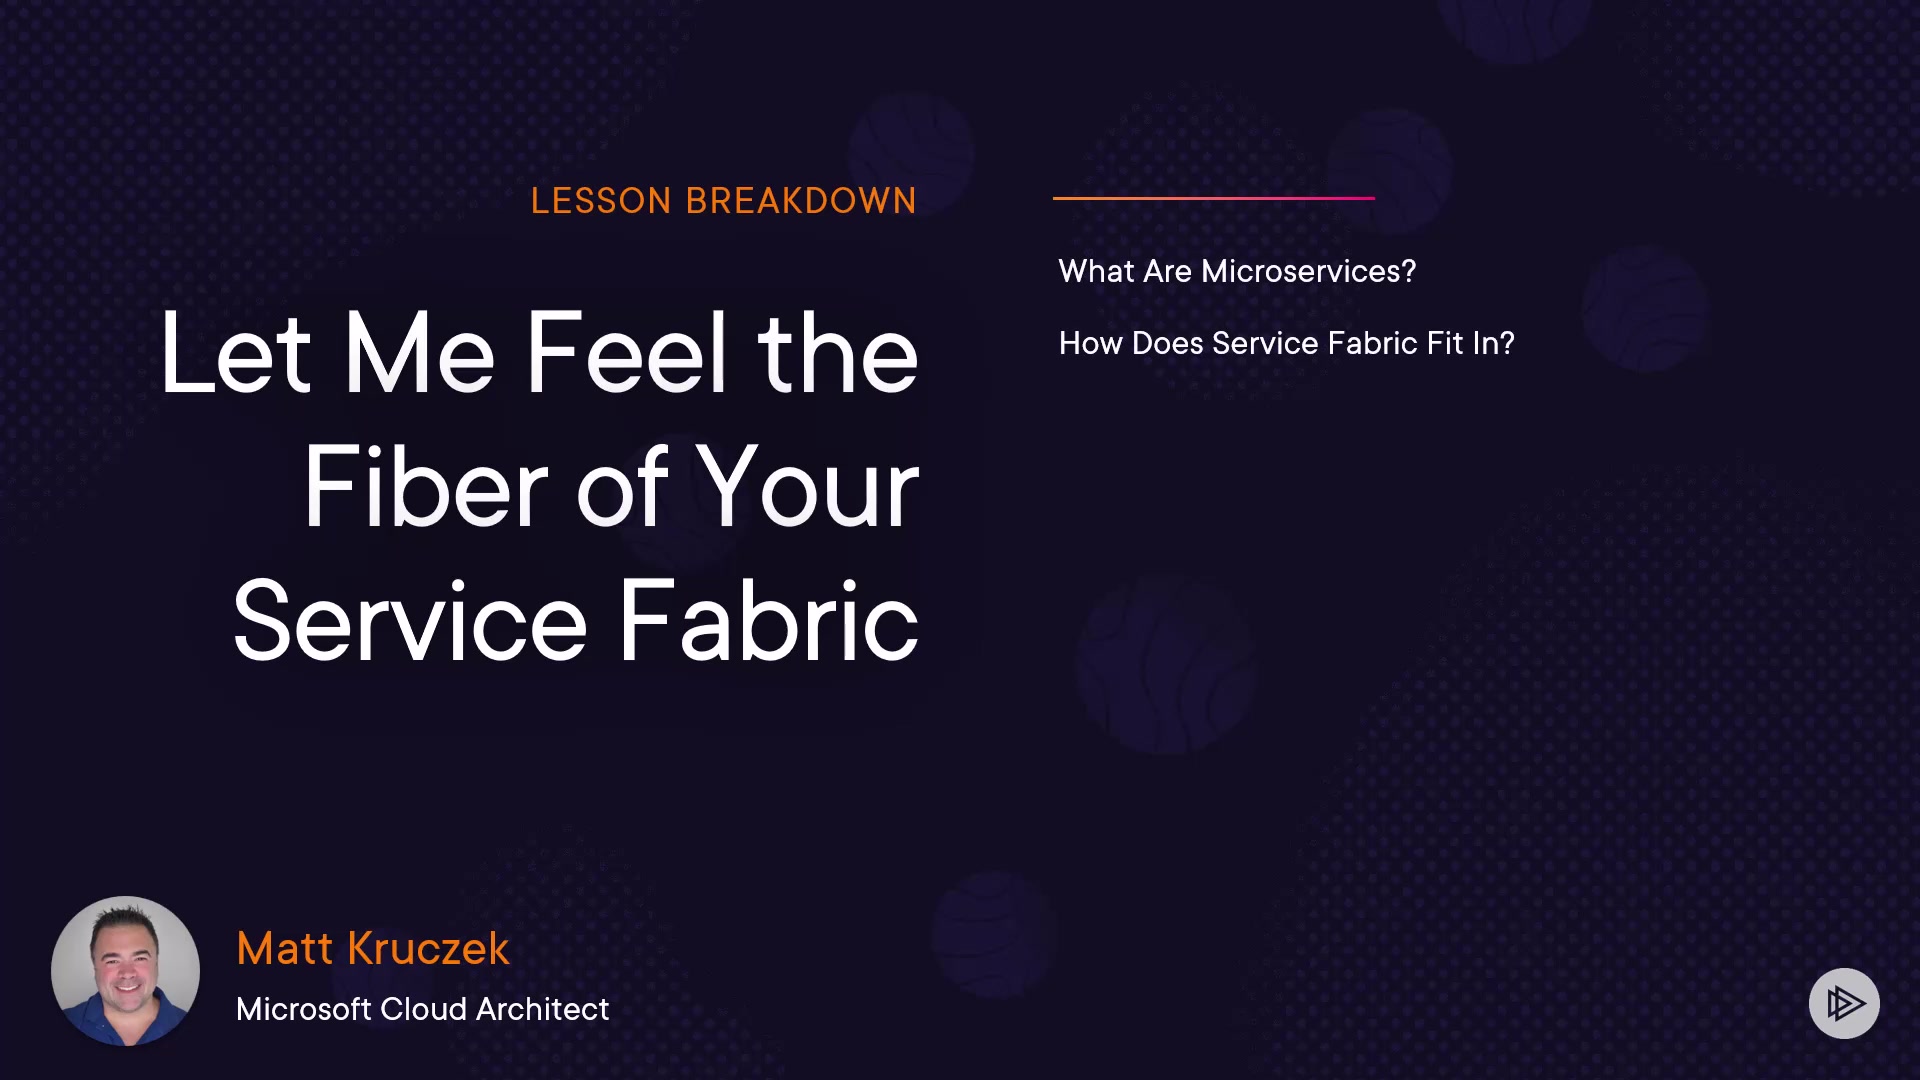 LESSON BREAKDOWN
Let Me Feel the
Fiber of Your
Service Fabric
What Are Microservices?
How Does Service Fabric Fit In?
Matt Kruczek
Microsoft Cloud Architect